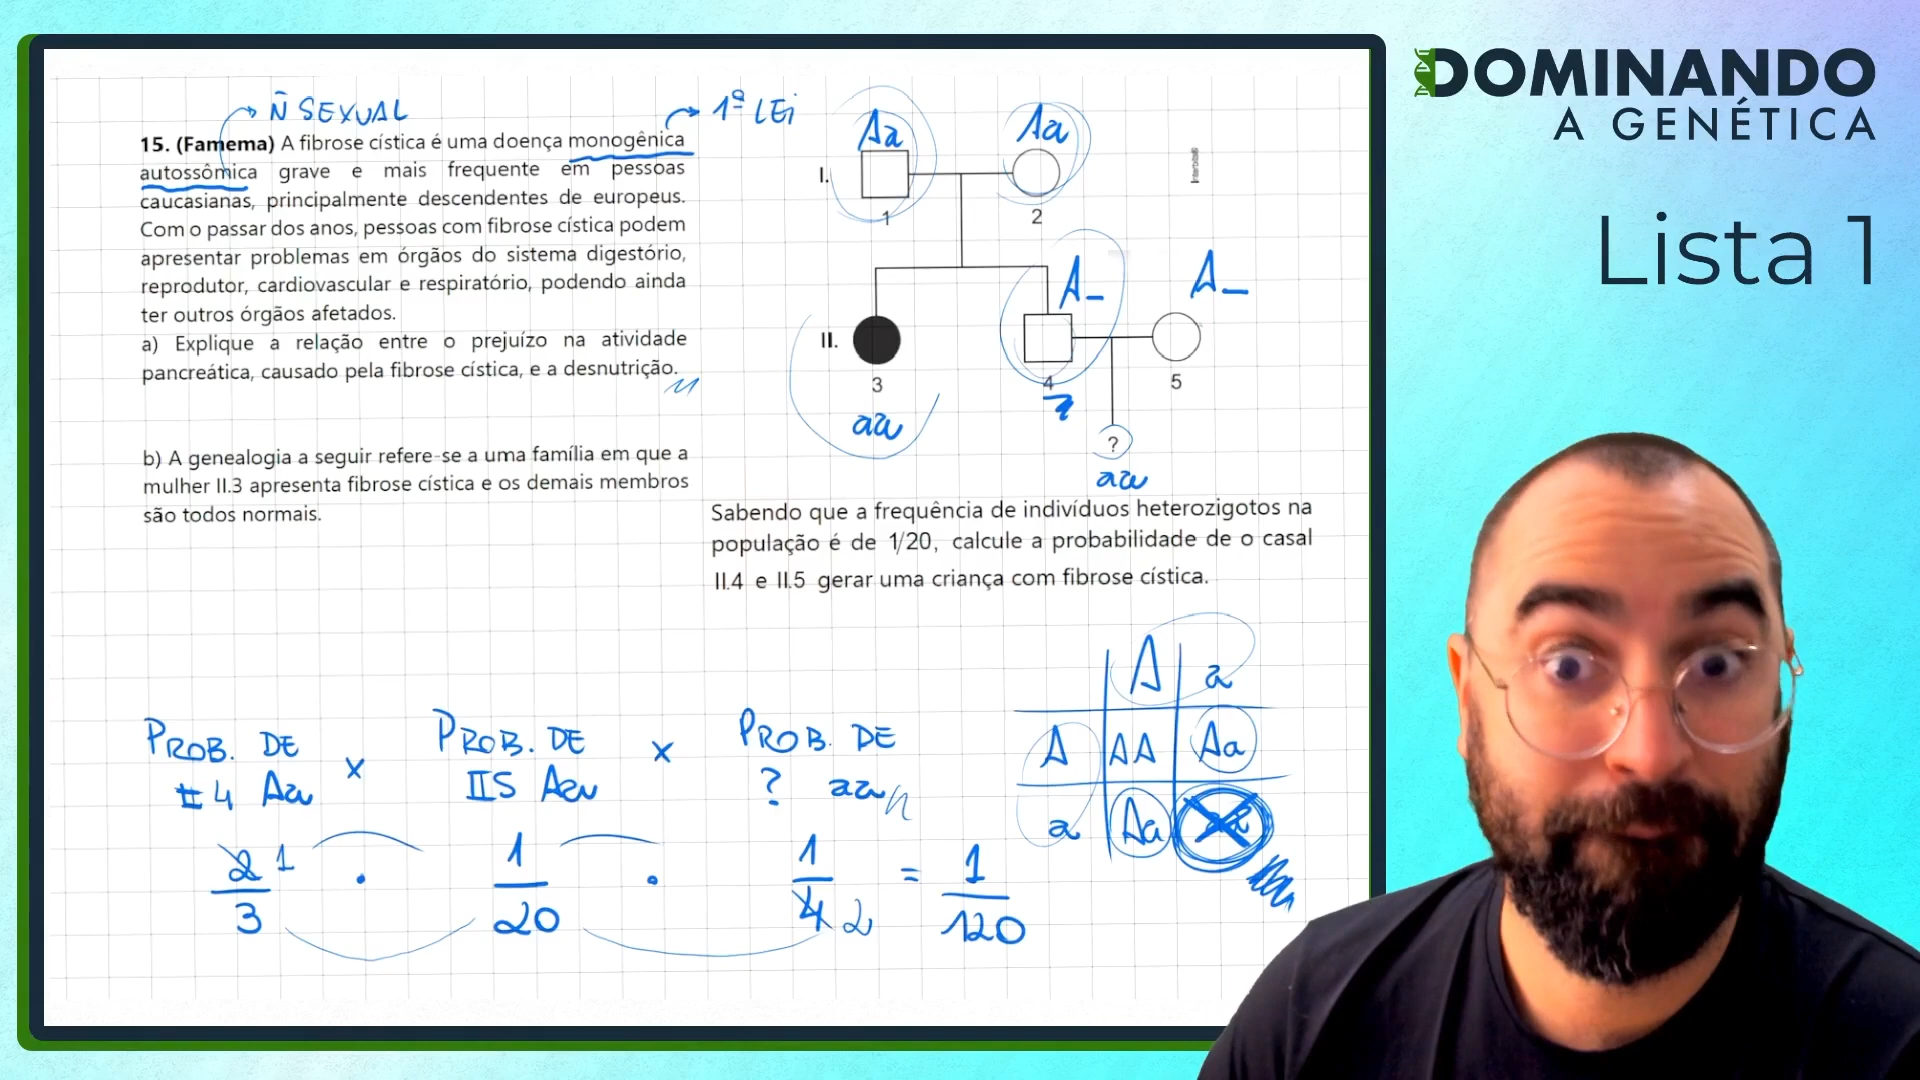 DOMINANDO
A GENÉTICA
Lista 1
Ñ SEXUAL
1ª LEi
15. (Famema) A fibrose cística é uma doença monogênica
autossômica grave e mais frequente em pessoas
caucasianas, principalmente descendentes de europeus.
Com o passar dos anos, pessoas com fibrose cística podem
apresentar problemas em órgãos do sistema digestório,
reprodutor, cardiovascular e respiratório, podendo ainda
ter outros órgãos afetados.
a) Explique a relação entre o prejuízo na atividade
pancreática, causado pela fibrose cística, e a desnutrição.
b) A genealogia a seguir refere-se a uma família em que a
mulher II.3 apresenta fibrose cística e os demais membros
são todos normais.
Aa Aa
I.
1 2
A_ A_
II.
3 4 5
aa
?
aa
Sabendo que a frequência de indivíduos heterozigotos na
população é de 1/20, calcule a probabilidade de o casal
II.4 e II.5 gerar uma criança com fibrose cística.
PROB. DE x PROB. DE x PROB. DE
II4 Aa II5 Aa ? aa
2 1 . 1 . 1 = 1
3 20 4 2 120
A a
A AA Aa
a Aa aa